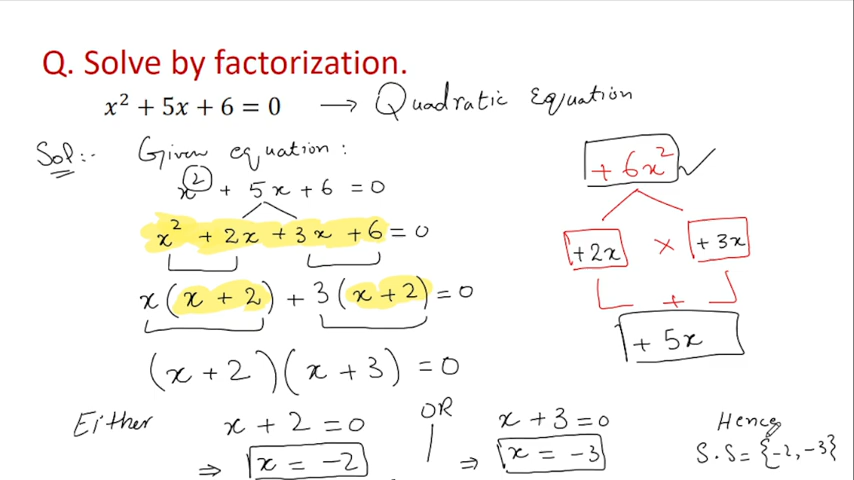 Q. Solve by factorization.
x² + 5x + 6 = 0 → Quadratic Equation
Sol:- Given equation:
x² + 5x + 6 = 0
x² + 2x + 3x + 6 = 0
x(x + 2) + 3(x + 2) = 0
(x + 2)(x + 3) = 0
Either x + 2 = 0 OR x + 3 = 0
⇒ x = -2 ⇒ x = -3
+ 6x² ✓
+2x × + 3x
+
+ 5x
Hence
S.S = {-2, -3}